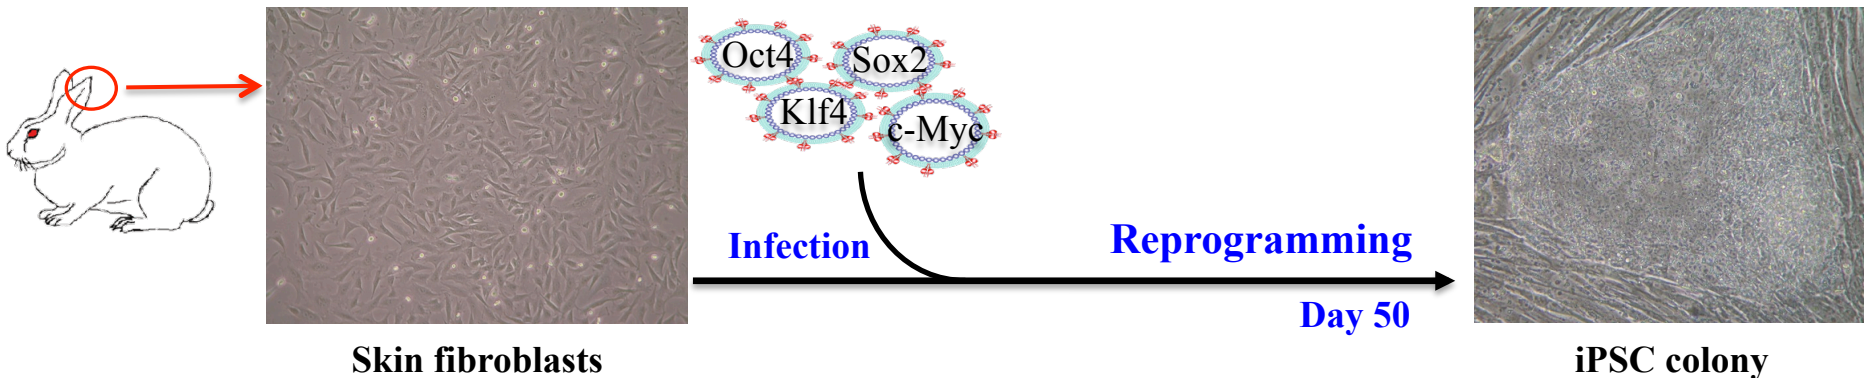 Oct4
Sox2
Klf4
c-Myc
Infection
Reprogramming
Day 50
Skin fibroblasts
iPSC colony